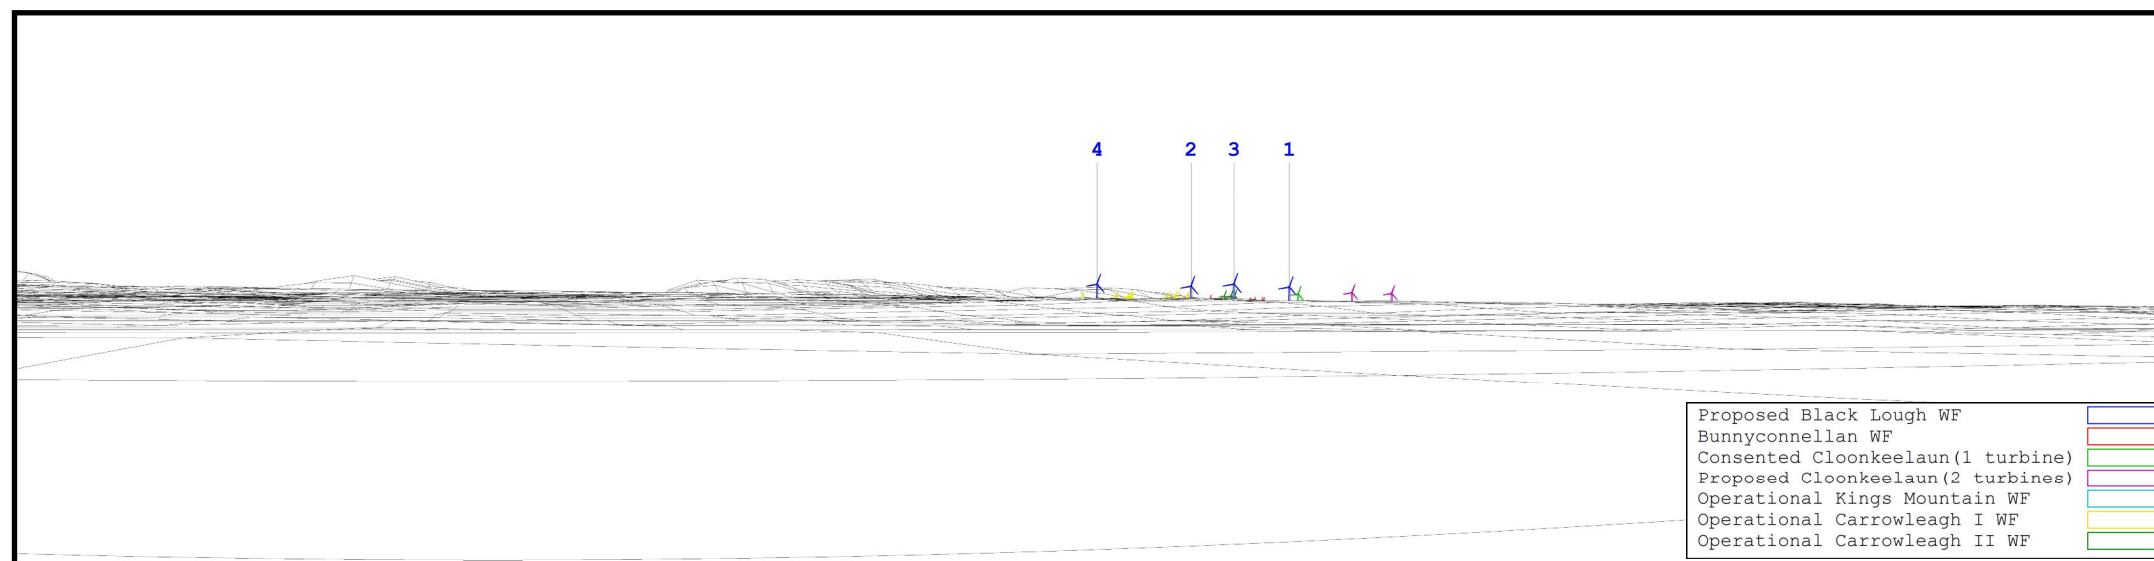 4 2 3 1
Proposed Black Lough WF
Bunnyconnellan WF
Consented Cloonkeelaun(1 turbine)
Proposed Cloonkeelaun(2 turbines)
Operational Kings Mountain WF
Operational Carrowleagh I WF
Operational Carrowleagh II WF